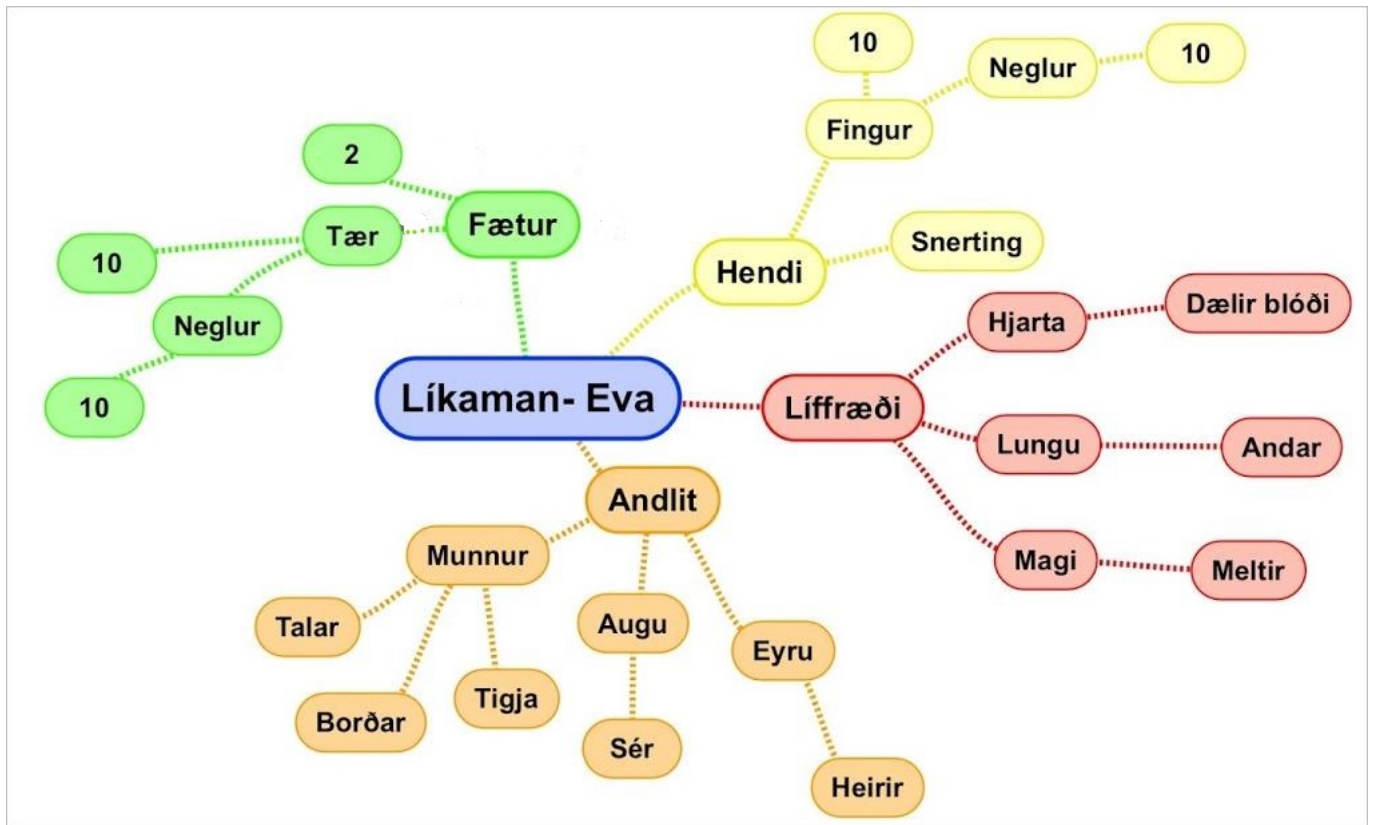 10
Neglur
10
Fingur
2
Fætur
Tær
10
Neglur
10
Snerting
Hendi
Hjarta
Dælir blóði
Líkaman- Eva
Líffræði
Lungu
Andar
Andlit
Munnur
Magi
Meltir
Talar
Augu
Eyru
Borðar
Tigja
Sér
Heirir